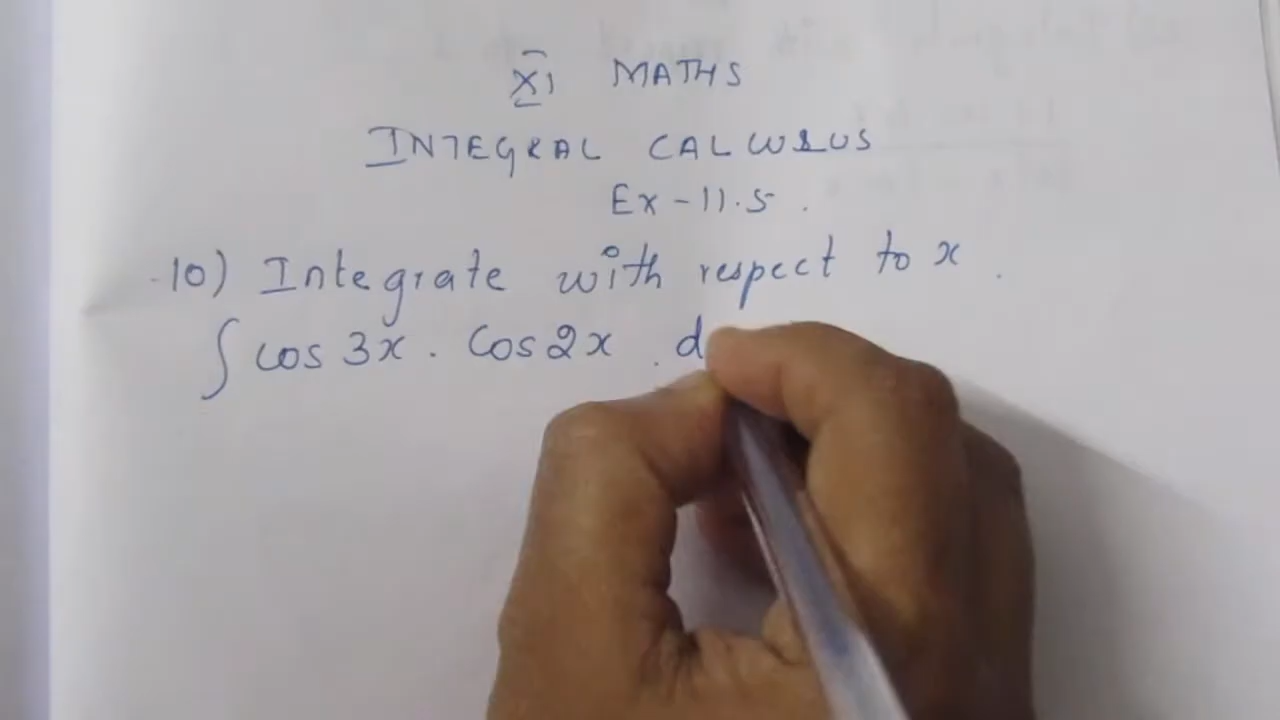 XI MATHS
INTEGRAL CALCULUS
Ex - 11.5 .
10) Integrate with respect to x .
∫ cos 3x . cos 2x . d